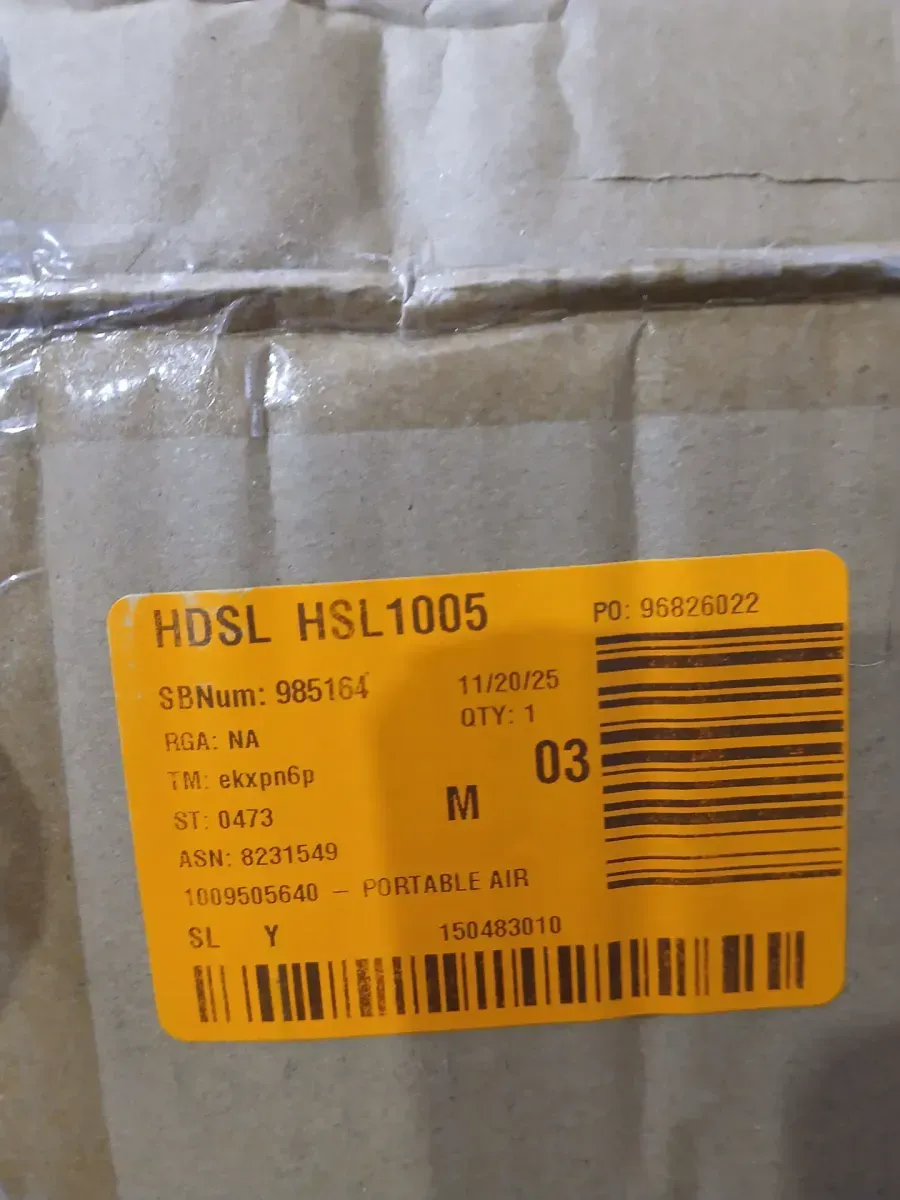 HDSL HSL1005
PO: 96826022
SBNum: 985164
11/20/25
RGA: NA
QTY: 1
03
TM: ekxpn6p
M
ST: 0473
ASN: 8231549
1009505640 – PORTABLE AIR
SL Y
150483010